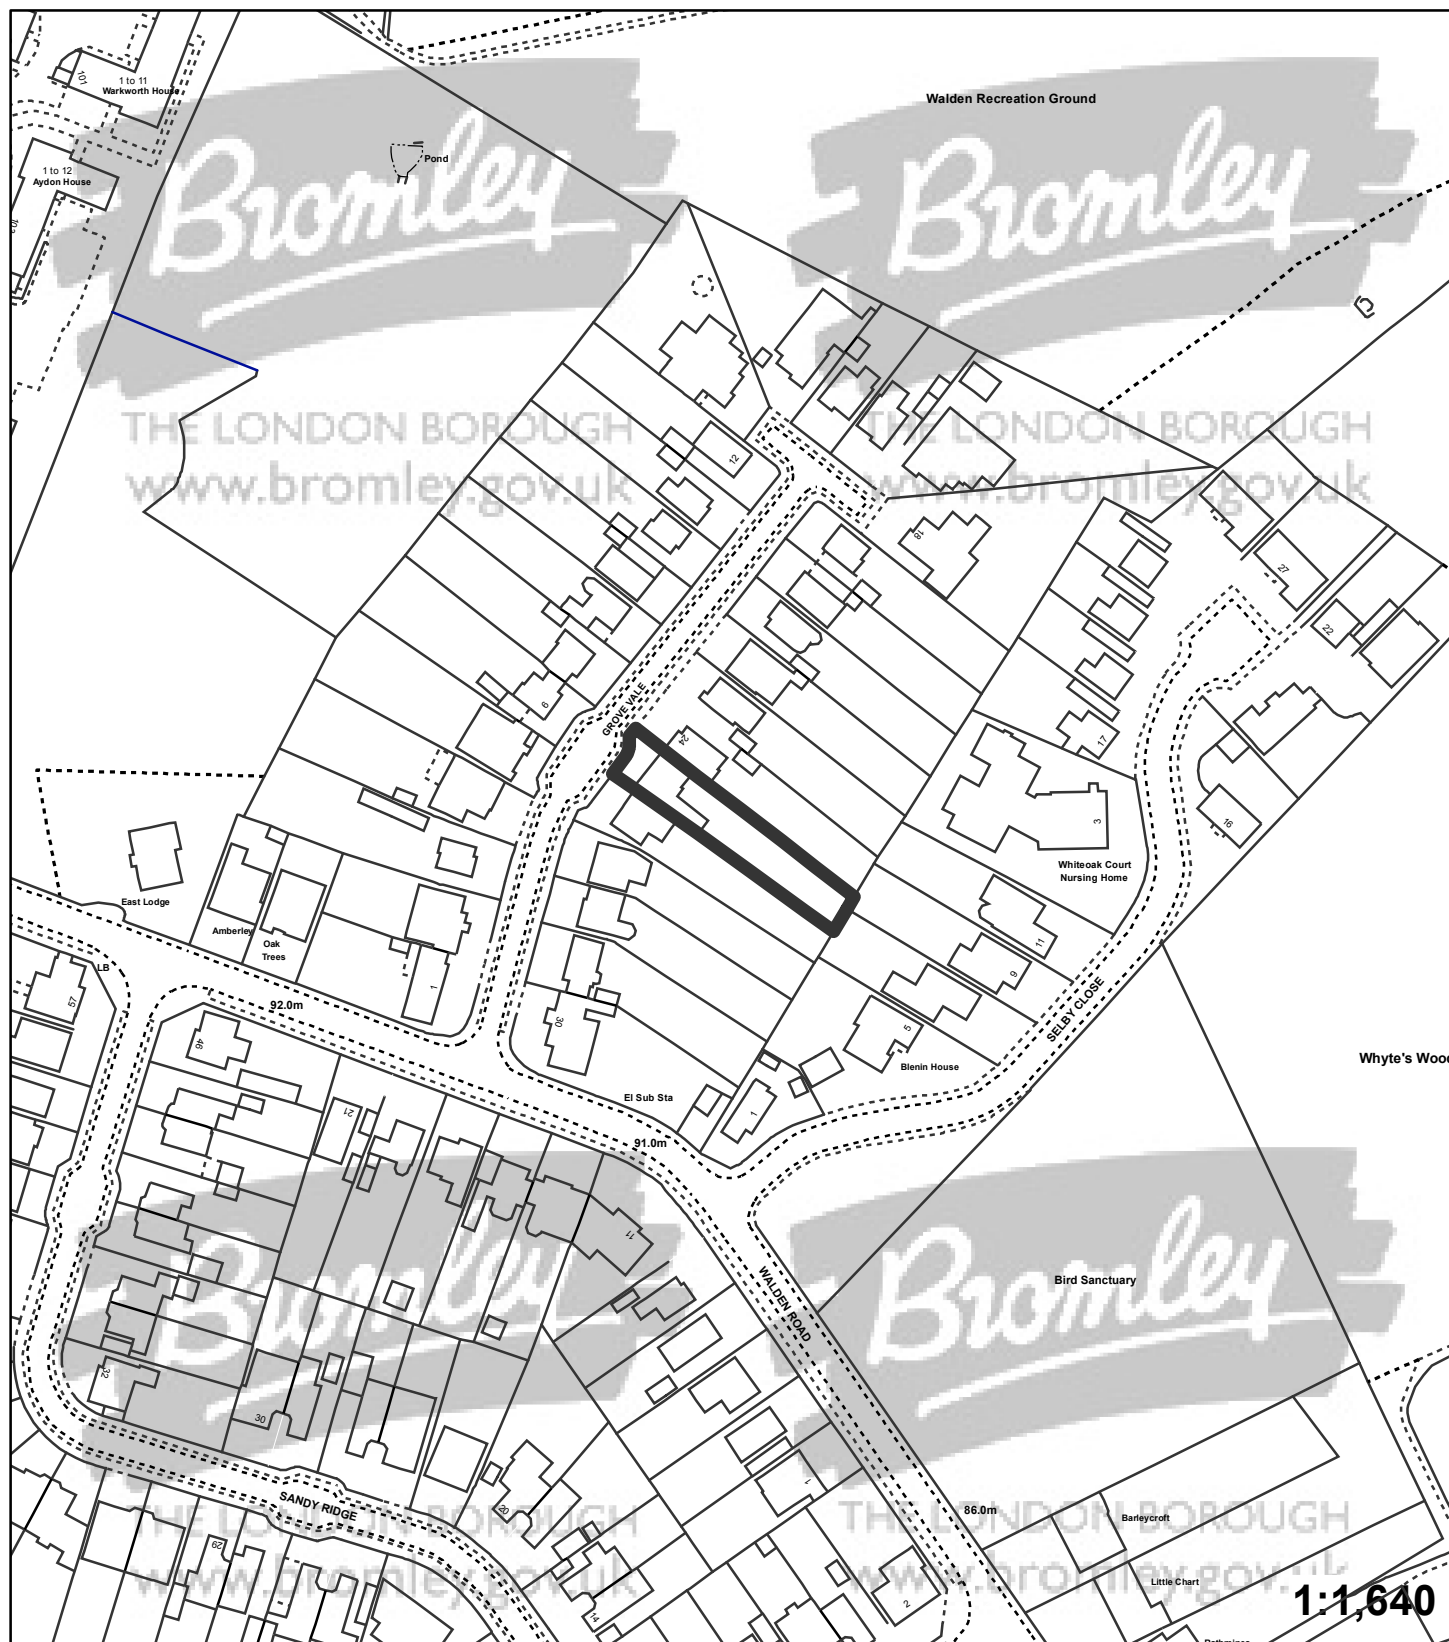 101
1 to 11
Warkworth House
Walden Recreation Ground
Bromley
Bromley
Pond
1 to 12
Aydon House
THE LONDON BOROUGH
www.bromley.gov.uk
THE LONDON BOROUGH
www.bromley.gov.uk
12
18
27
22
6
GROVE VALE
24
17
3
16
Whiteoak Court
Nursing Home
East Lodge
Amberley
Oak
Trees
11
9
LB
57
92.0m
1
30
SELBY CLOSE
5
46
Blenin House
Whyte's Wood
El Sub Sta
21
1
91.0m
11
Bromley
Bromley
Bird Sanctuary
WALDEN ROAD
32
30
SANDY RIDGE
20
1
86.0m
Barleycroft
THE LONDON BOROUGH
www.bromley.gov.uk
THE LONDON BOROUGH
www.bromley.gov.uk
29
14
2
Little Chart
1:1,640